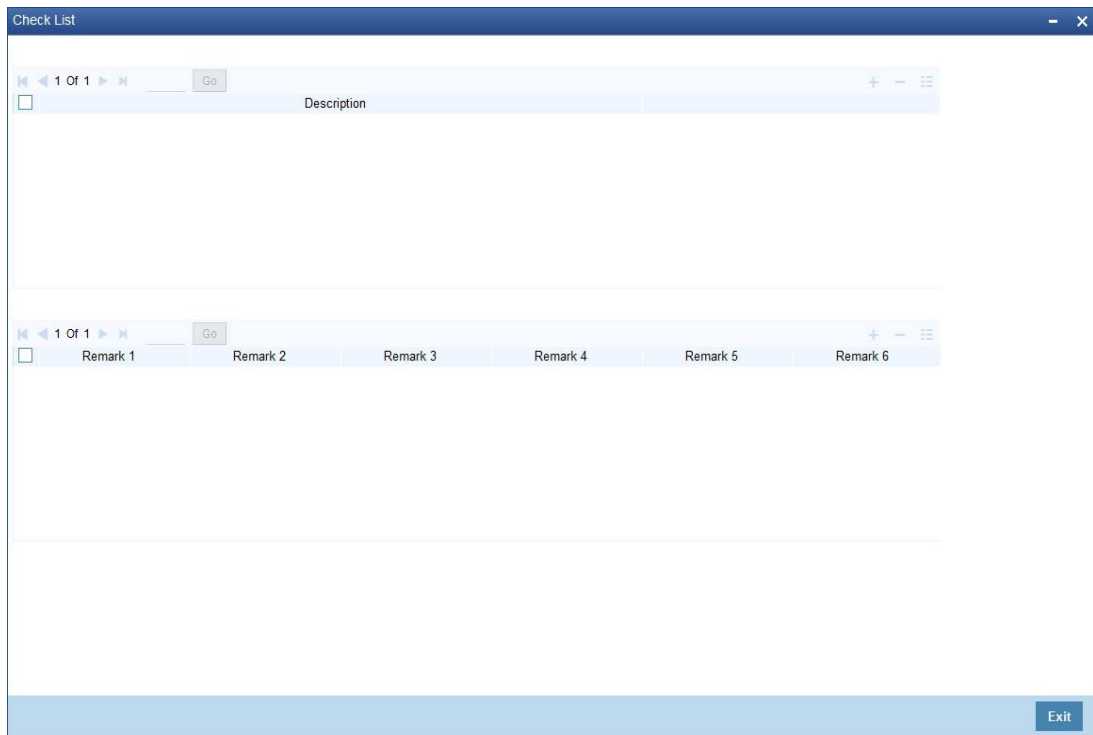 Check List
1 Of 1 Go
Description
1 Of 1 Go
Remark 1 Remark 2 Remark 3 Remark 4 Remark 5 Remark 6
Exit